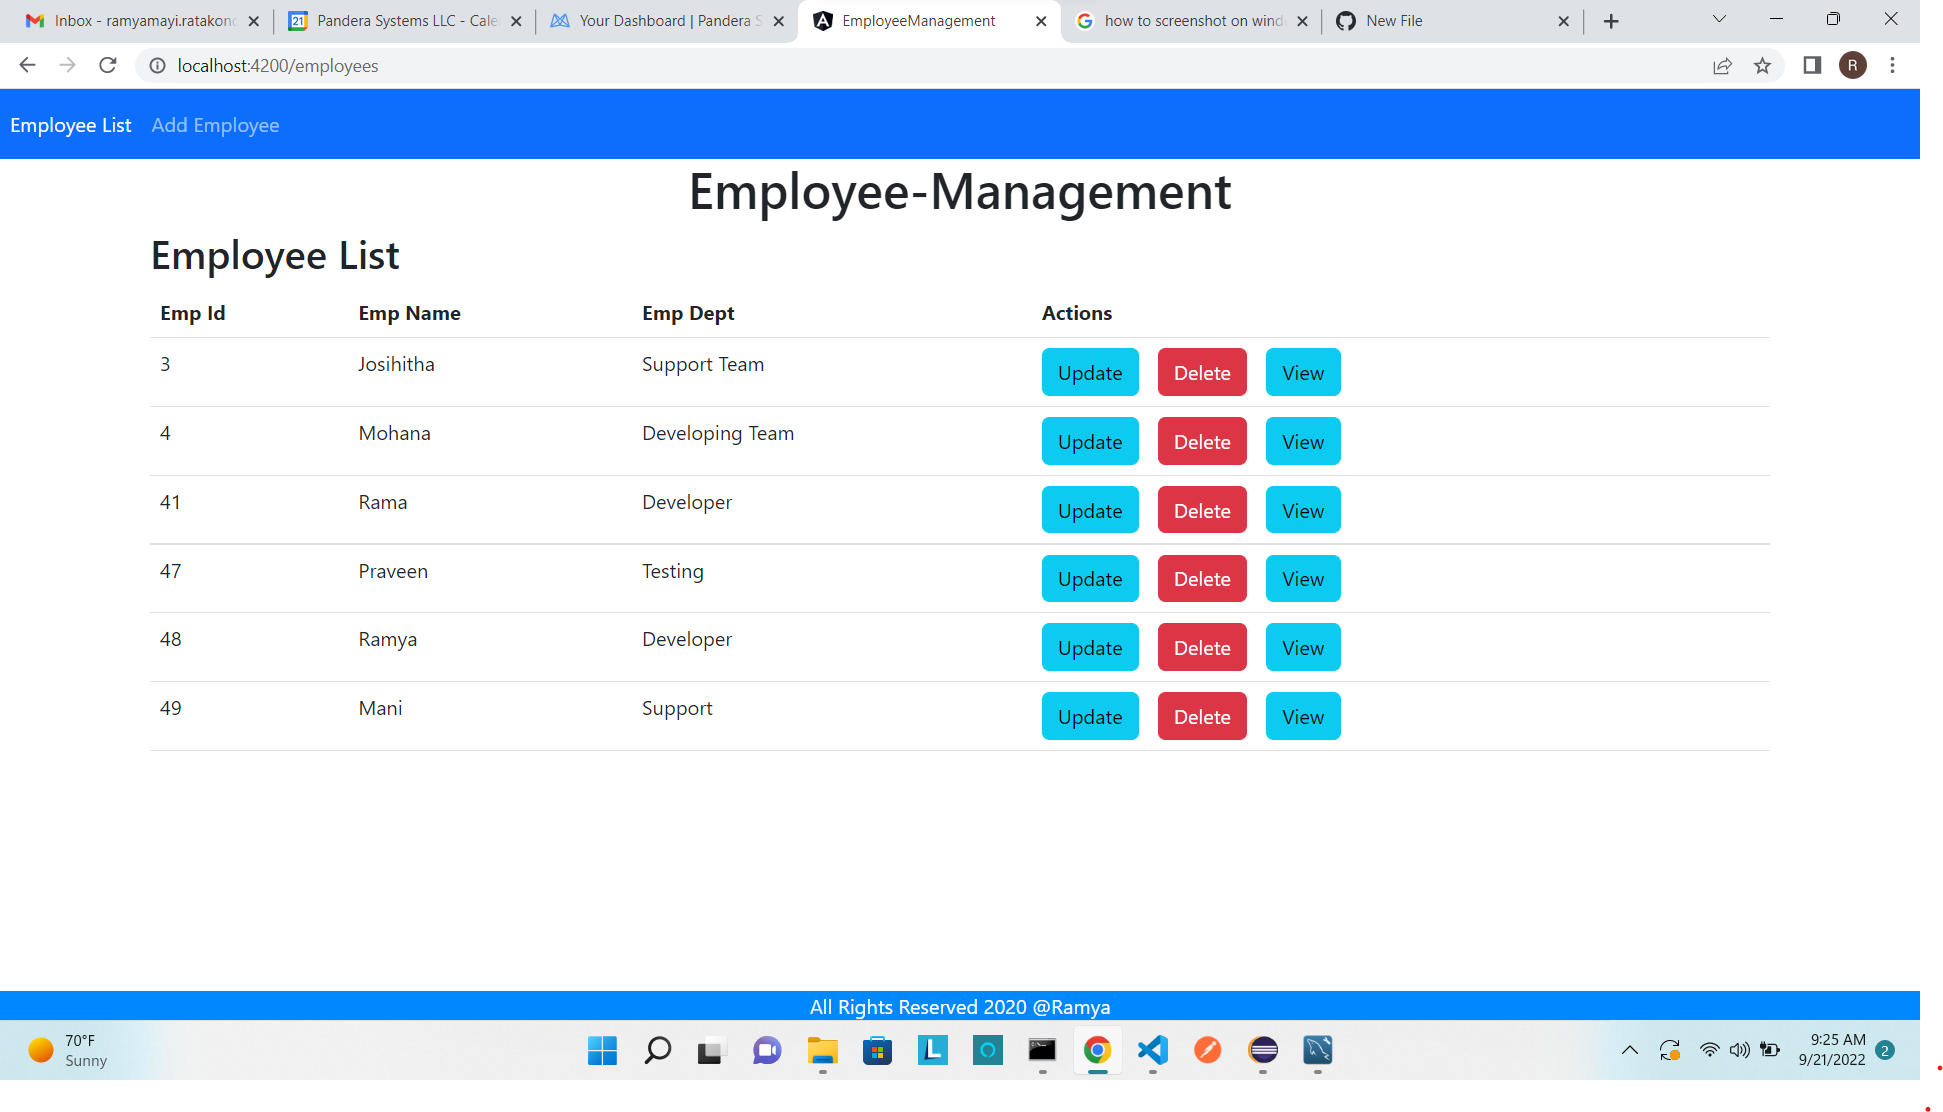 Inbox - ramyamayi.ratakond
21
Pandera Systems LLC - Cale
Your Dashboard | Pandera S
EmployeeManagement
how to screenshot on wind
New File
localhost:4200/employees
R
Employee List Add Employee
Employee-Management
Employee List
Emp Id Emp Name Emp Dept Actions
3 Josihitha Support Team Update Delete View
4 Mohana Developing Team Update Delete View
41 Rama Developer Update Delete View
47 Praveen Testing Update Delete View
48 Ramya Developer Update Delete View
49 Mani Support Update Delete View
All Rights Reserved 2020 @Ramya
70°F
Sunny
L
9:25 AM
9/21/2022
2